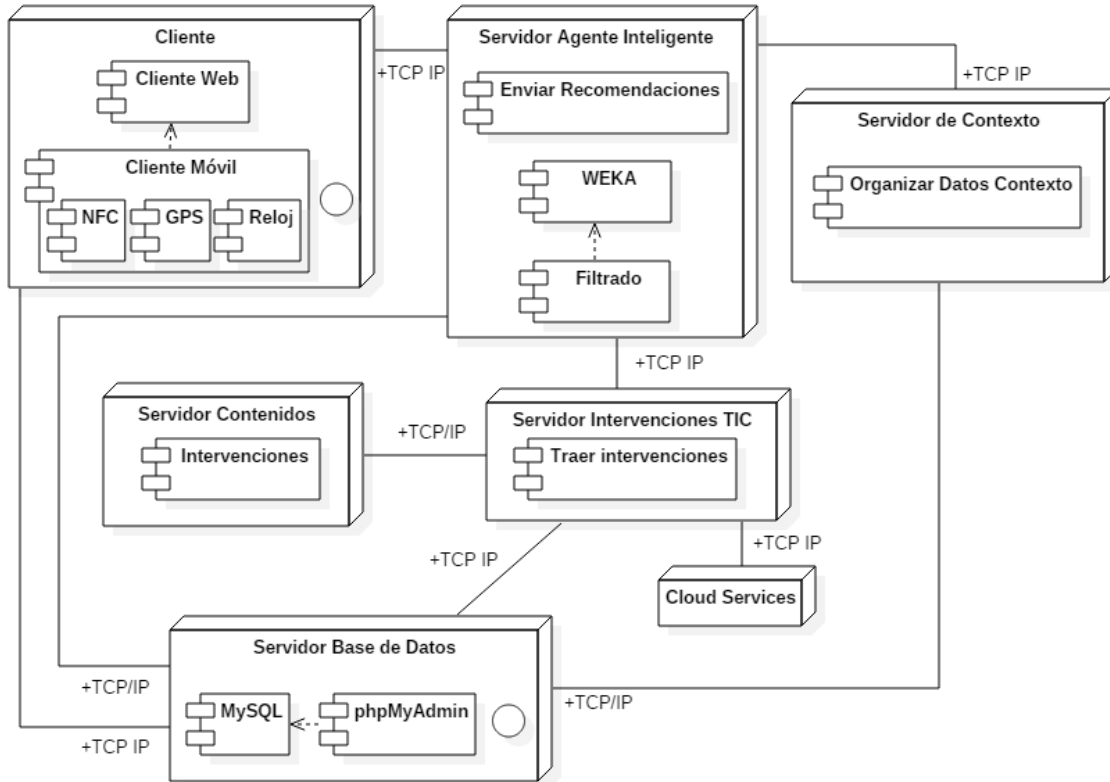 Cliente
Cliente Web
Cliente Móvil
NFC
GPS
Reloj
+TCP IP
Servidor Agente Inteligente
Enviar Recomendaciones
WEKA
Filtrado
+TCP IP
Servidor de Contexto
Organizar Datos Contexto
+TCP IP
Servidor Contenidos
Intervenciones
+TCP/IP
Servidor Intervenciones TIC
Traer intervenciones
+TCP IP
+TCP IP
Cloud Services
Servidor Base de Datos
MySQL
phpMyAdmin
+TCP/IP
+TCP IP
+TCP/IP